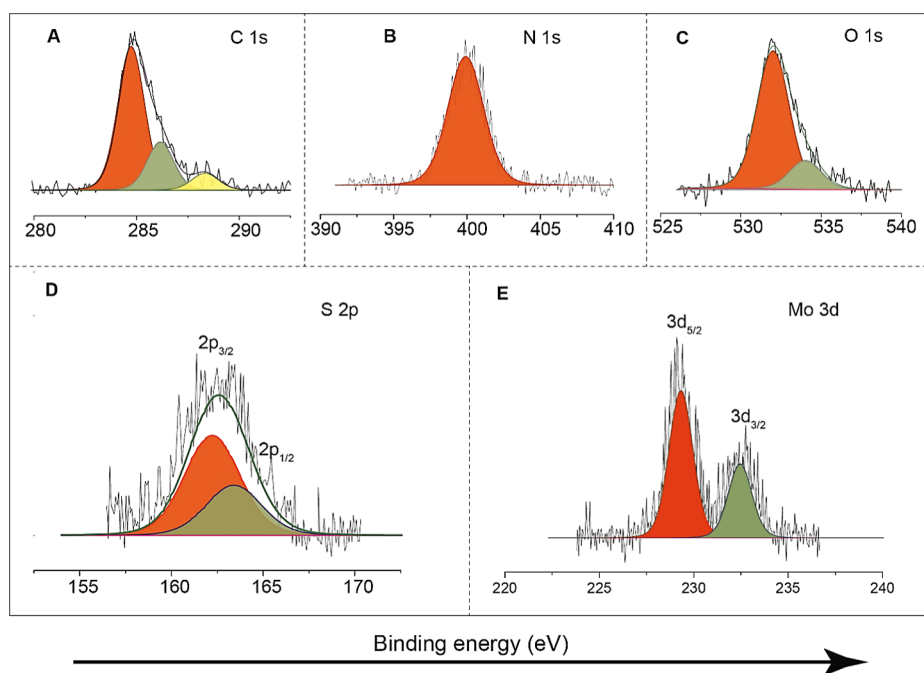 A C 1s
B N 1s
C O 1s
280 285 290
390 395 400 405 410
525 530 535 540
D S 2p
2p3/2
2p1/2
155 160 165 170
E Mo 3d
3d5/2
3d3/2
220 225 230 235 240
Binding energy (eV)